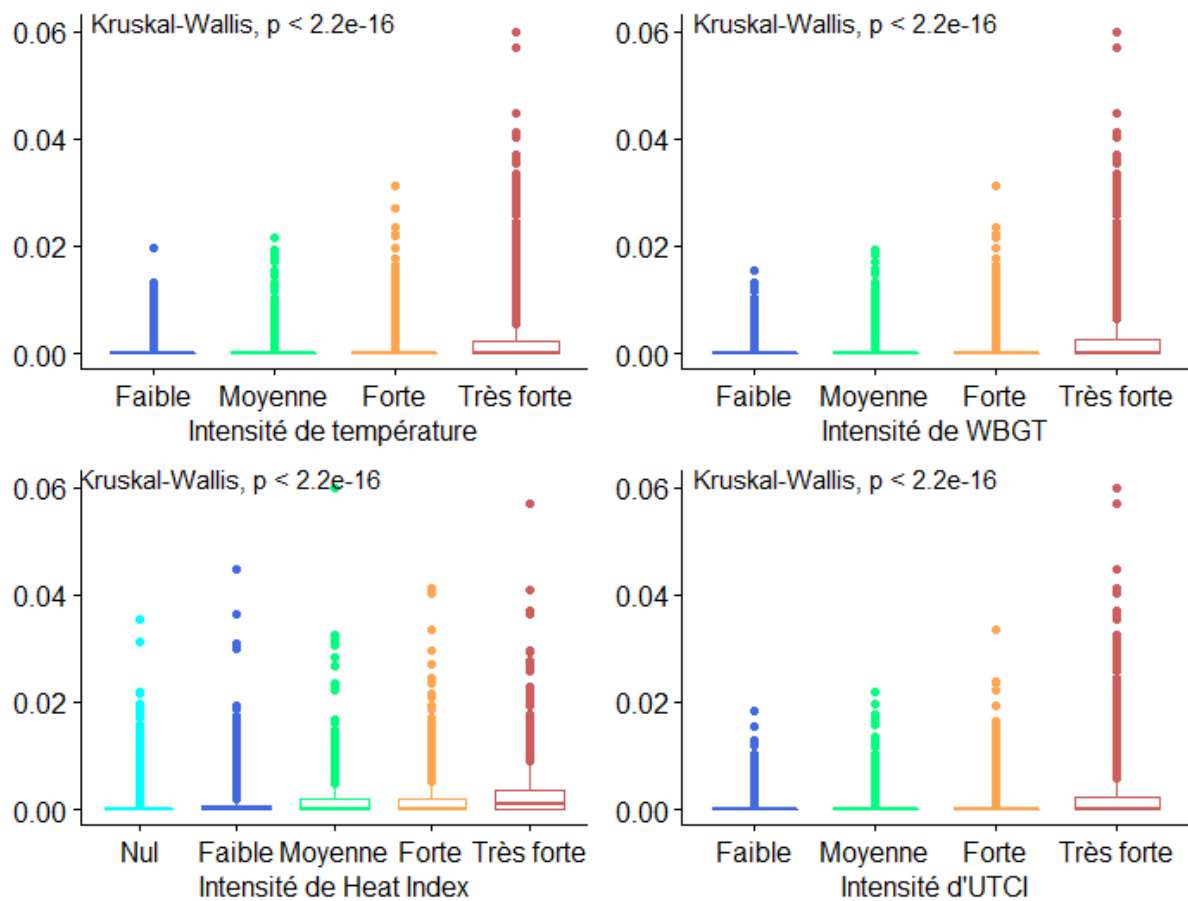 Kruskal-Wallis, p < 2.2e-16
0.06
0.04
0.02
0.00
Faible Moyenne Forte Très forte
Intensité de température
Kruskal-Wallis, p < 2.2e-16
0.06
0.04
0.02
0.00
Faible Moyenne Forte Très forte
Intensité de WBGT
Kruskal-Wallis, p < 2.2e-16
0.06
0.04
0.02
0.00
Nul Faible Moyenne Forte Très forte
Intensité de Heat Index
Kruskal-Wallis, p < 2.2e-16
0.06
0.04
0.02
0.00
Faible Moyenne Forte Très forte
Intensité d'UTCI